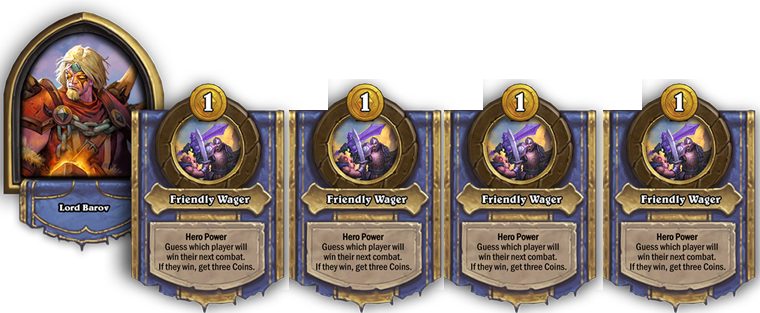 Lord Barov
1
Friendly Wager
Hero Power
Guess which player will
win their next combat.
If they win, get three Coins.
1
Friendly Wager
Hero Power
Guess which player will
win their next combat.
If they win, get three Coins.
1
Friendly Wager
Hero Power
Guess which player will
win their next combat.
If they win, get three Coins.
1
Friendly Wager
Hero Power
Guess which player will
win their next combat.
If they win, get three Coins.